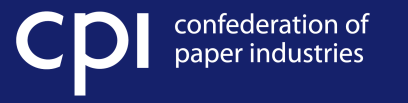 cpi
confederation of
paper industries